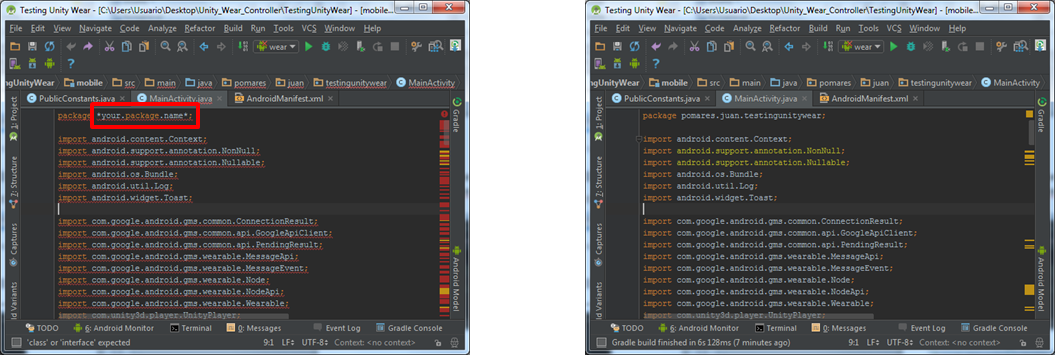 Testing Unity Wear - [C:\Users\Usuario\Desktop\Unity_Wear_Controller\TestingUnityWear] - [mobile...
File Edit View Navigate Code Analyze Refactor Build Run Tools VCS Window Help
wear
ngUnityWear mobile src main java pomares juan testingunitywear MainActivity
PublicConstants.java MainActivity.java AndroidManifest.xml
1: Project
7: Structure
Captures
ld Variants
package *your.package.name*;
import android.content.Context;
import android.support.annotation.NonNull;
import android.support.annotation.Nullable;
import android.os.Bundle;
import android.util.Log;
import android.widget.Toast;
import com.google.android.gms.common.ConnectionResult;
import com.google.android.gms.common.api.GoogleApiClient;
import com.google.android.gms.common.api.PendingResult;
import com.google.android.gms.wearable.MessageApi;
import com.google.android.gms.wearable.MessageEvent;
import com.google.android.gms.wearable.Node;
import com.google.android.gms.wearable.NodeApi;
import com.google.android.gms.wearable.Wearable;
import com.unity3d.player.UnityPlayer;
Gradle
Android Model
TODO 6: Android Monitor Terminal 0: Messages Event Log Gradle Console
'class' or 'interface' expected 9:1 LF÷ UTF-8÷ Context: <no context>
Testing Unity Wear - [C:\Users\Usuario\Desktop\Unity_Wear_Controller\TestingUnityWear] - [mobile...
File Edit View Navigate Code Analyze Refactor Build Run Tools VCS Window Help
wear
ngUnityWear mobile src main java pomares juan testingunitywear MainActivity
PublicConstants.java MainActivity.java AndroidManifest.xml
1: Project
7: Structure
Captures
ld Variants
package pomares.juan.testingunitywear;
import android.content.Context;
import android.support.annotation.NonNull;
import android.support.annotation.Nullable;
import android.os.Bundle;
import android.util.Log;
import android.widget.Toast;
import com.google.android.gms.common.ConnectionResult;
import com.google.android.gms.common.api.GoogleApiClient;
import com.google.android.gms.common.api.PendingResult;
import com.google.android.gms.wearable.MessageApi;
import com.google.android.gms.wearable.MessageEvent;
import com.google.android.gms.wearable.Node;
import com.google.android.gms.wearable.NodeApi;
import com.google.android.gms.wearable.Wearable;
import com.unity3d.player.UnityPlayer;
Gradle
Android Model
TODO 6: Android Monitor Terminal 0: Messages Event Log Gradle Console
Gradle build finished in 6s 128ms (7 minutes ago) 9:1 LF÷ UTF-8÷ Context: <no context>